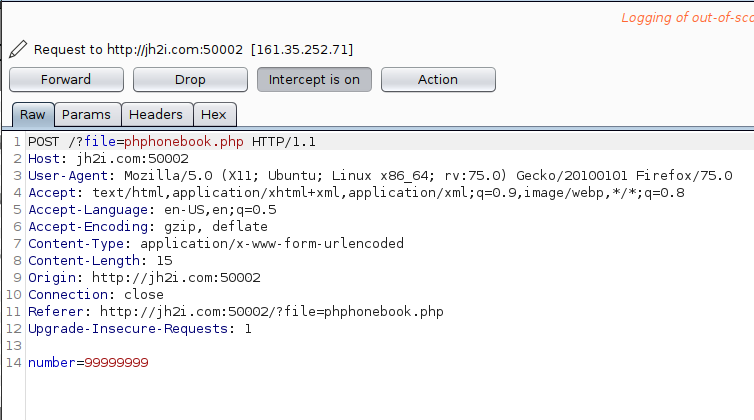 Logging of out-of-sco
Request to http://jh2i.com:50002 [161.35.252.71]
Forward Drop Intercept is on Action
Raw Params Headers Hex
1 POST /?file=phphonebook.php HTTP/1.1
2 Host: jh2i.com:50002
3 User-Agent: Mozilla/5.0 (X11; Ubuntu; Linux x86_64; rv:75.0) Gecko/20100101 Firefox/75.0
4 Accept: text/html,application/xhtml+xml,application/xml;q=0.9,image/webp,*/*;q=0.8
5 Accept-Language: en-US,en;q=0.5
6 Accept-Encoding: gzip, deflate
7 Content-Type: application/x-www-form-urlencoded
8 Content-Length: 15
9 Origin: http://jh2i.com:50002
10 Connection: close
11 Referer: http://jh2i.com:50002/?file=phphonebook.php
12 Upgrade-Insecure-Requests: 1
13
14 number=99999999